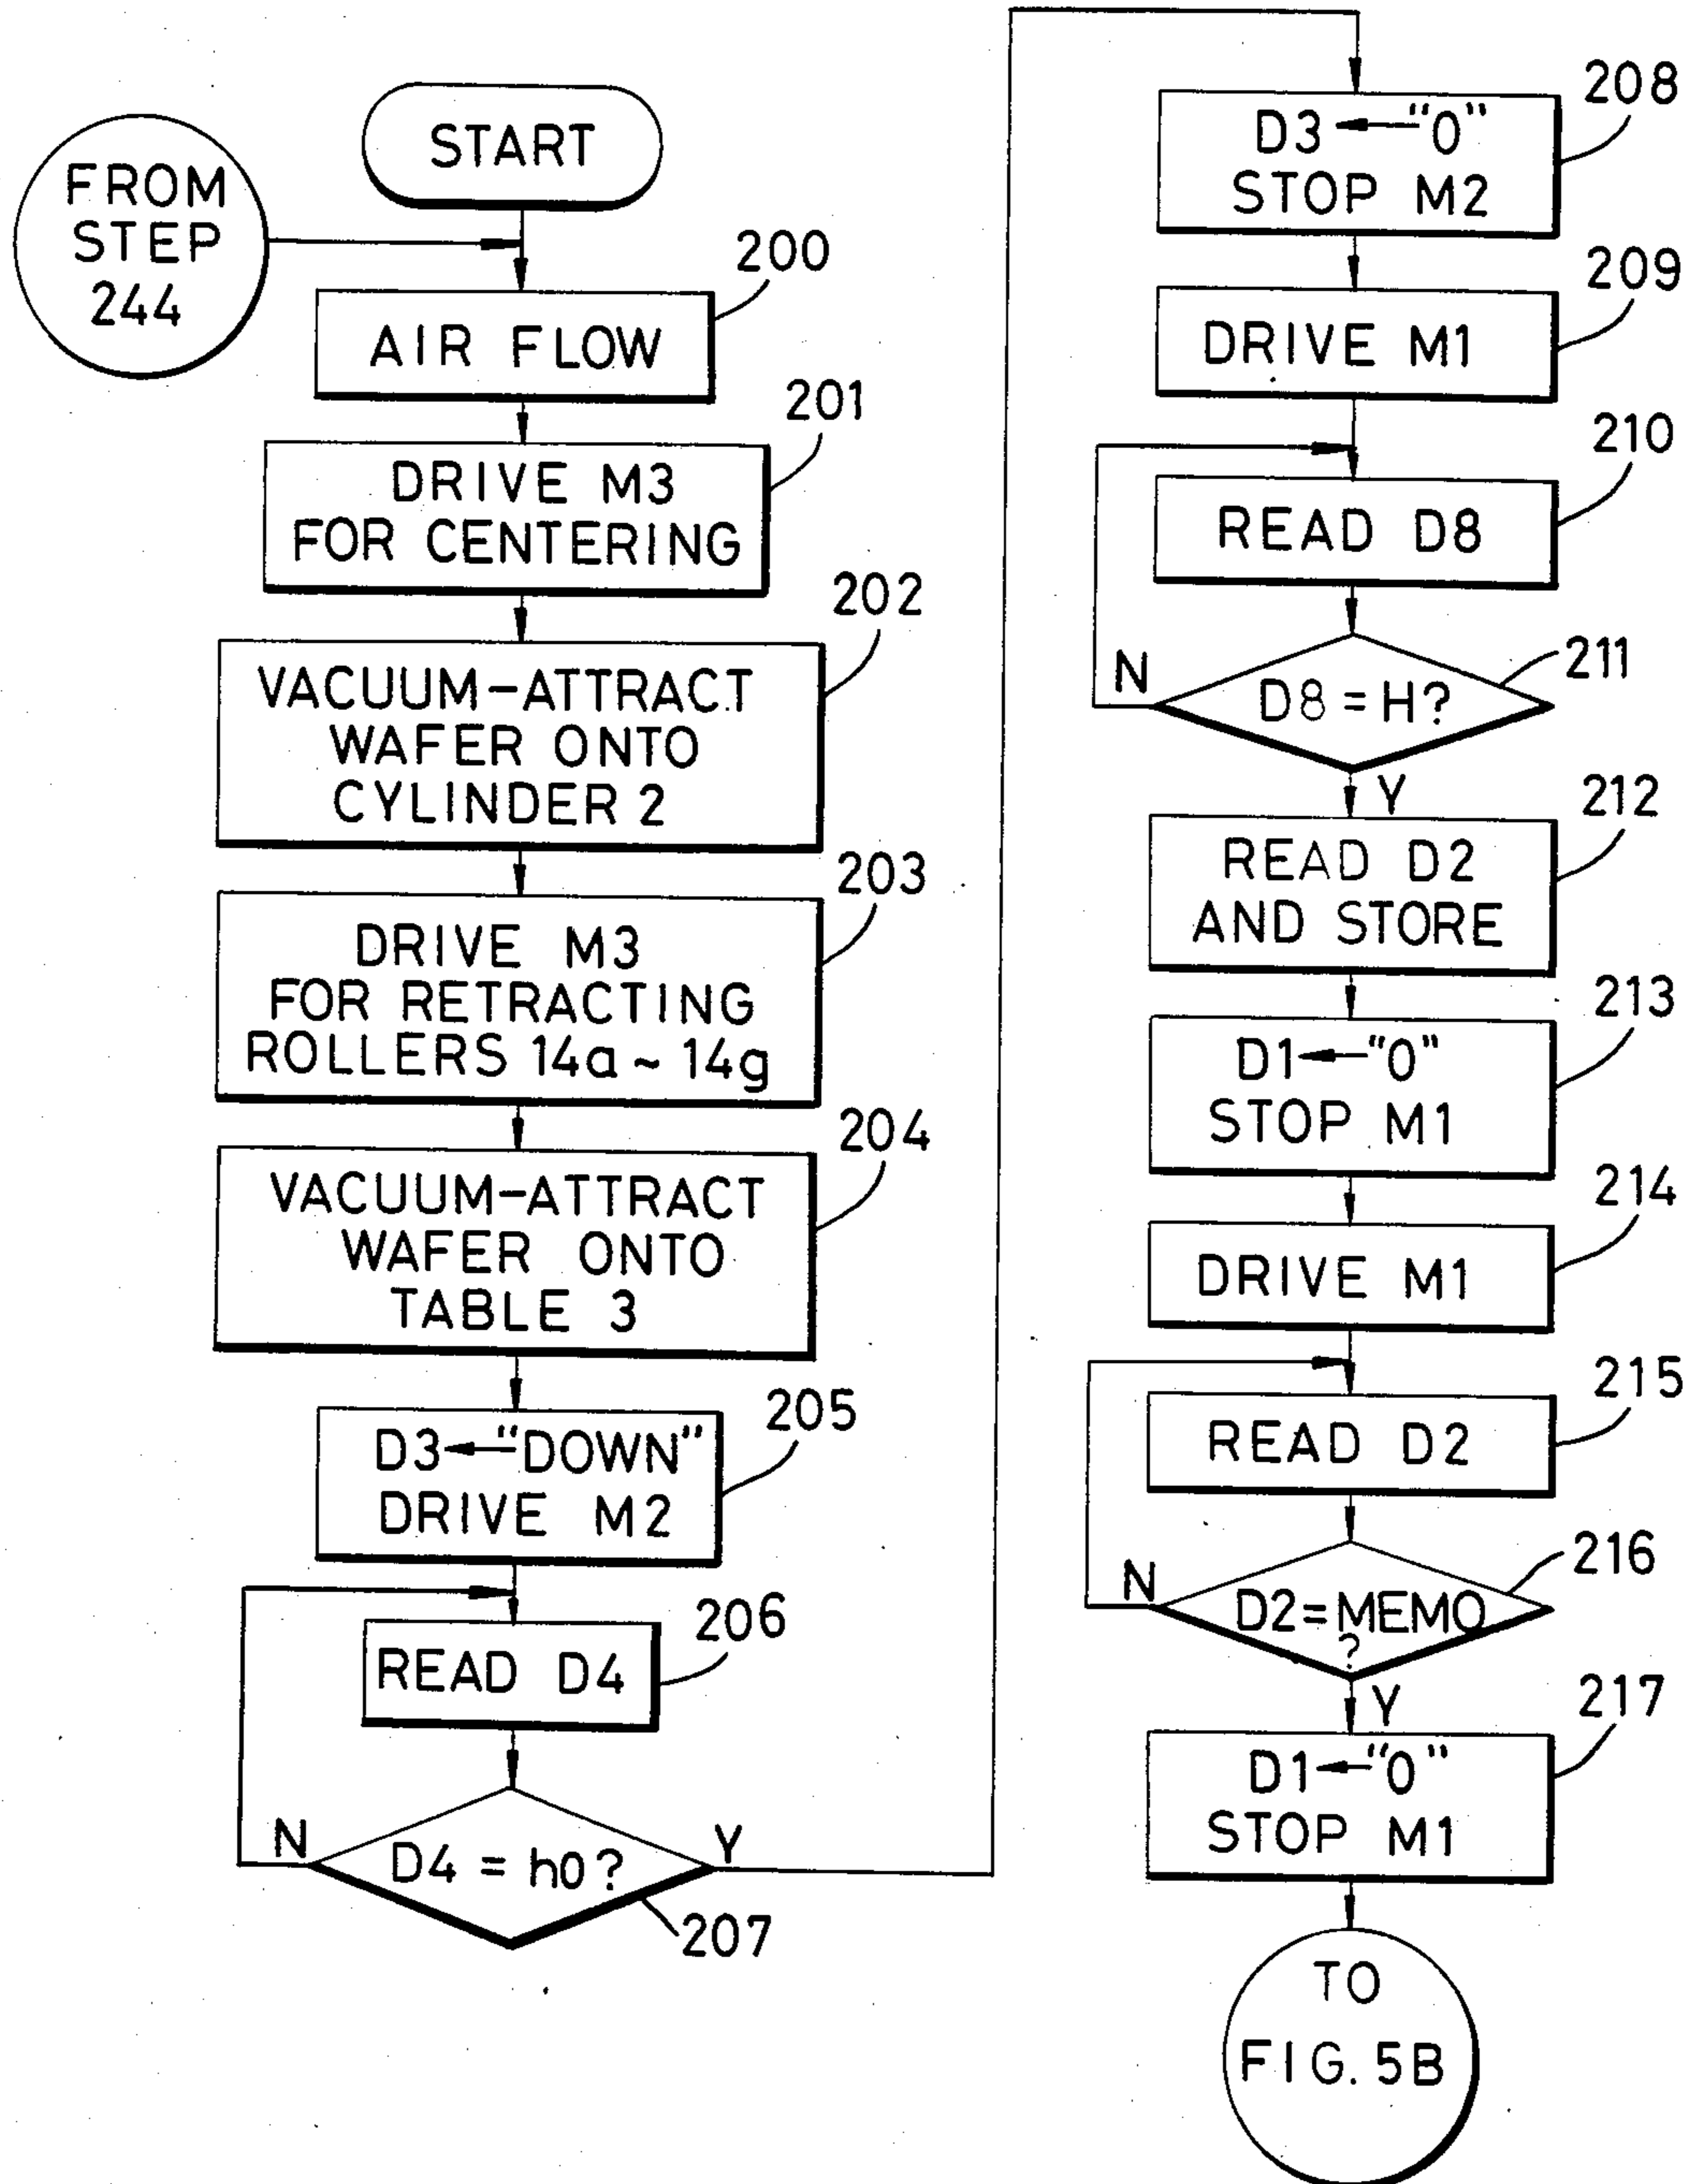 START
FROM
STEP
244
200
AIR FLOW
201
DRIVE M3
FOR CENTERING
202
VACUUM-ATTRACT
WAFER ONTO
CYLINDER 2
203
DRIVE M3
FOR RETRACTING
ROLLERS 14a ~ 14g
204
VACUUM-ATTRACT
WAFER ONTO
TABLE 3
205
D3←"DOWN"
DRIVE M2
206
READ D4
N
D4 = h0?
Y
207
208
D3←"0"
STOP M2
209
DRIVE M1
210
READ D8
211
N
D8 = H?
Y
212
READ D2
AND STORE
213
D1←"0"
STOP M1
214
DRIVE M1
215
READ D2
216
N
D2=MEMO
?
Y
217
D1←"0"
STOP M1
TO
FIG. 5B